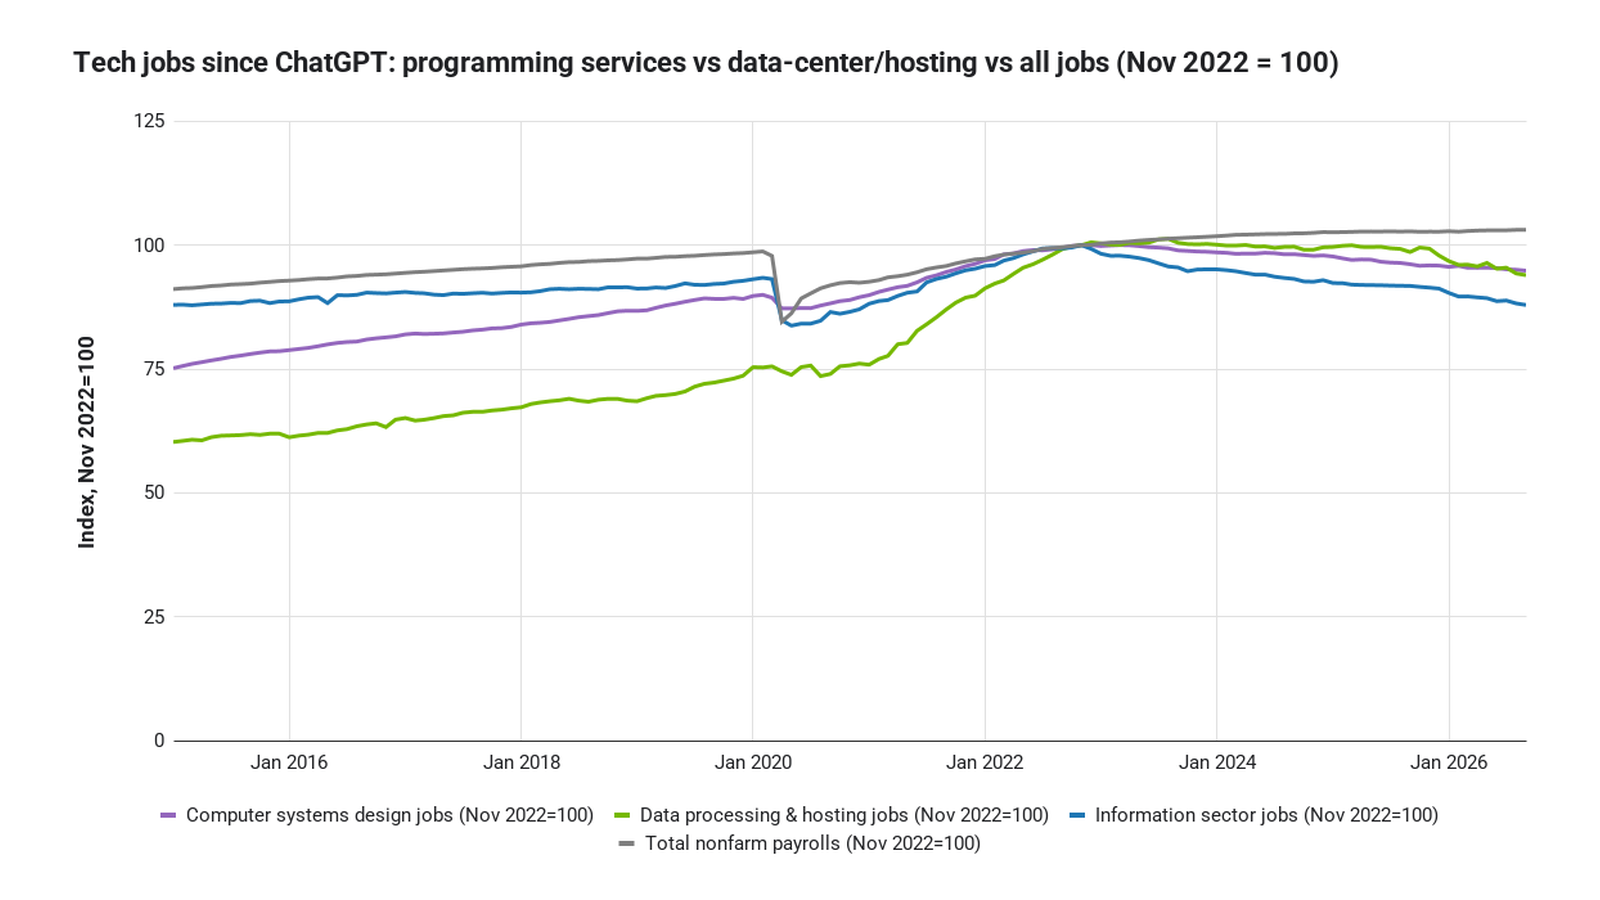 Tech jobs since ChatGPT: programming services vs data-center/hosting vs all jobs (Nov 2022 = 100)
Index, Nov 2022=100
125
100
75
50
25
0
Jan 2016 Jan 2018 Jan 2020 Jan 2022 Jan 2024 Jan 2026
Computer systems design jobs (Nov 2022=100) Data processing & hosting jobs (Nov 2022=100) Information sector jobs (Nov 2022=100)
Total nonfarm payrolls (Nov 2022=100)